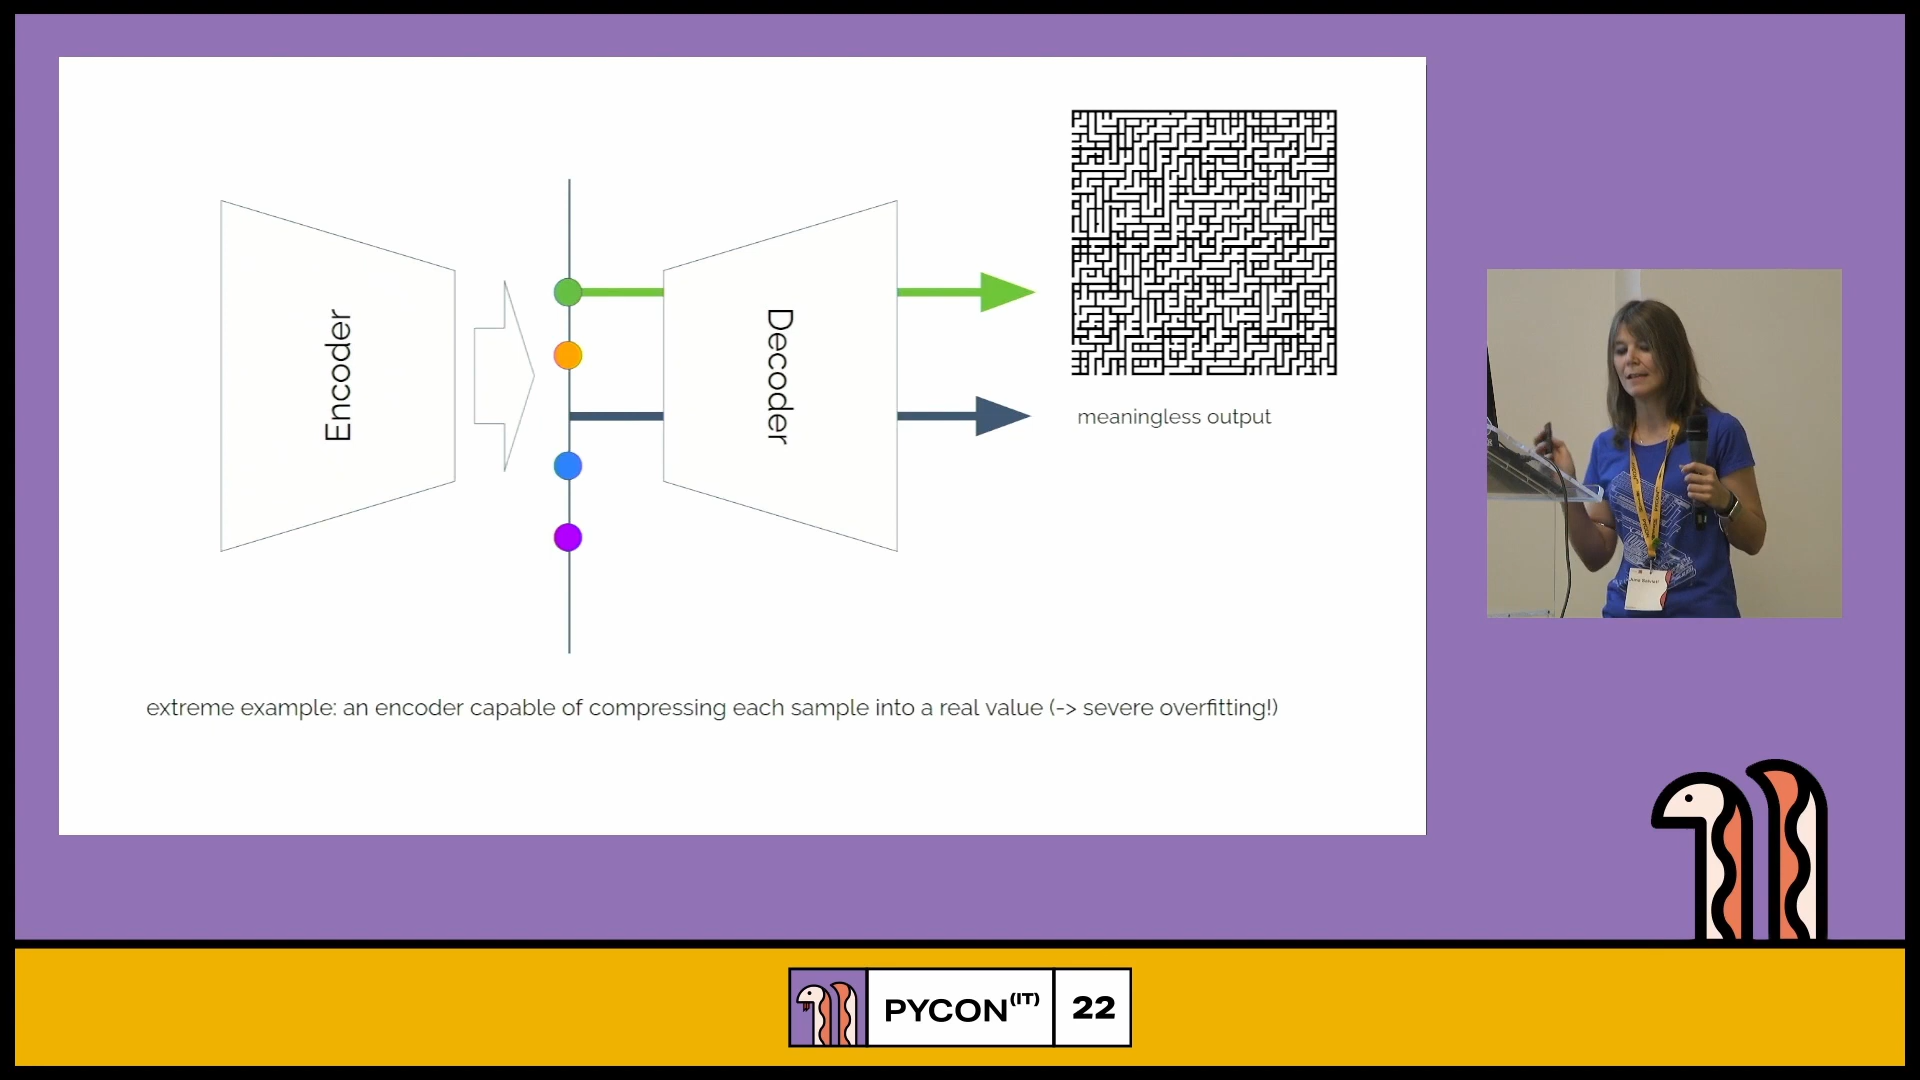 Encoder
Decoder
meaningless output
extreme example: an encoder capable of compressing each sample into a real value (-> severe overfitting!)
PYCON(IT) 22